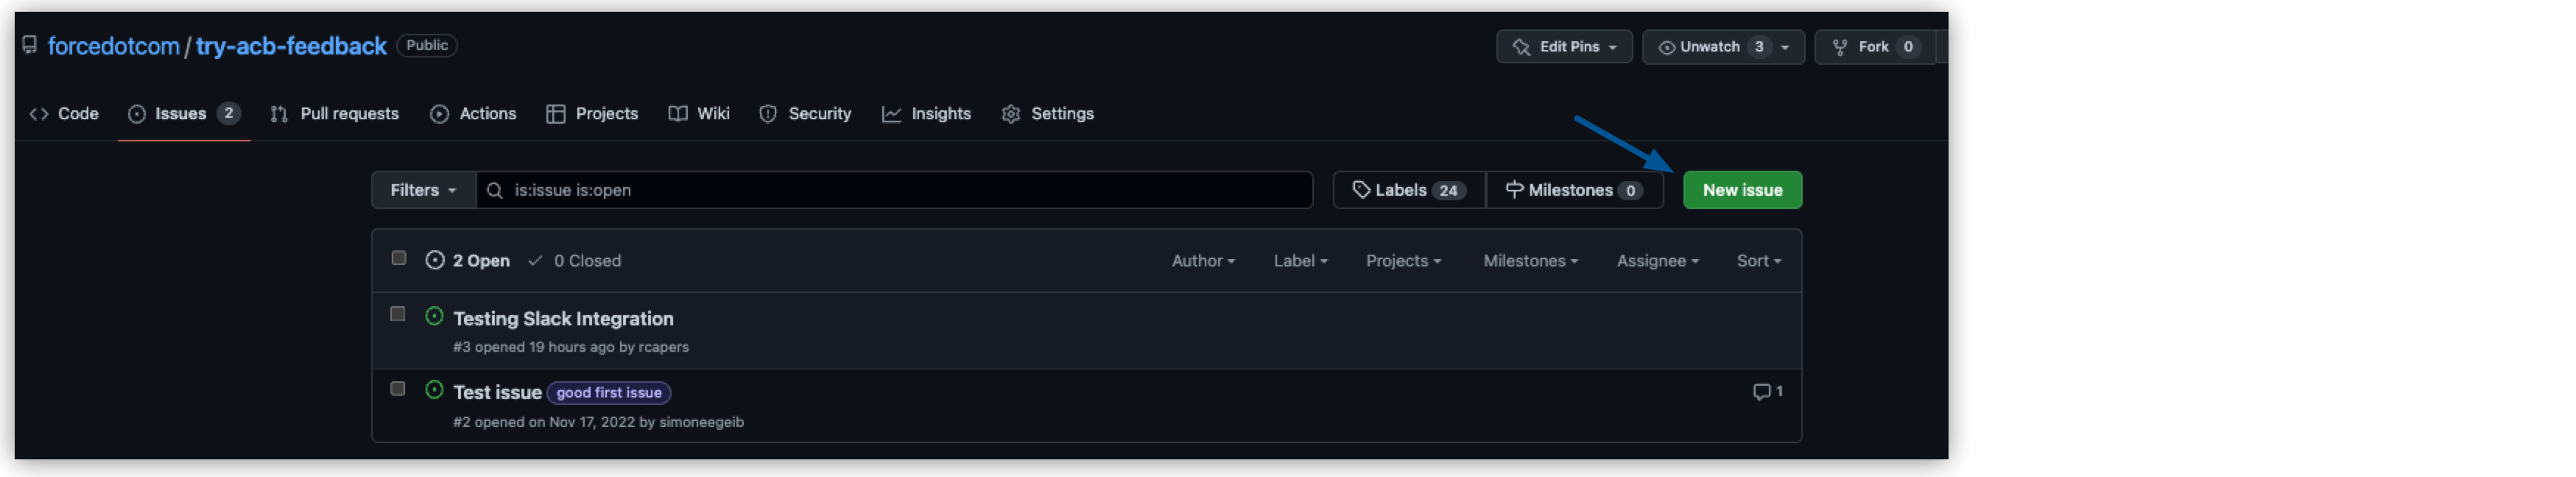 forcedotcom / try-acb-feedback Public Edit Pins Unwatch 3 Fork 0
Code Issues 2 Pull requests Actions Projects Wiki Security Insights Settings
Filters is:issue is:open Labels 24 Milestones 0 New issue
2 Open 0 Closed Author Label Projects Milestones Assignee Sort
Testing Slack Integration
#3 opened 19 hours ago by rcapers
Test issue good first issue 1
#2 opened on Nov 17, 2022 by simoneegeib